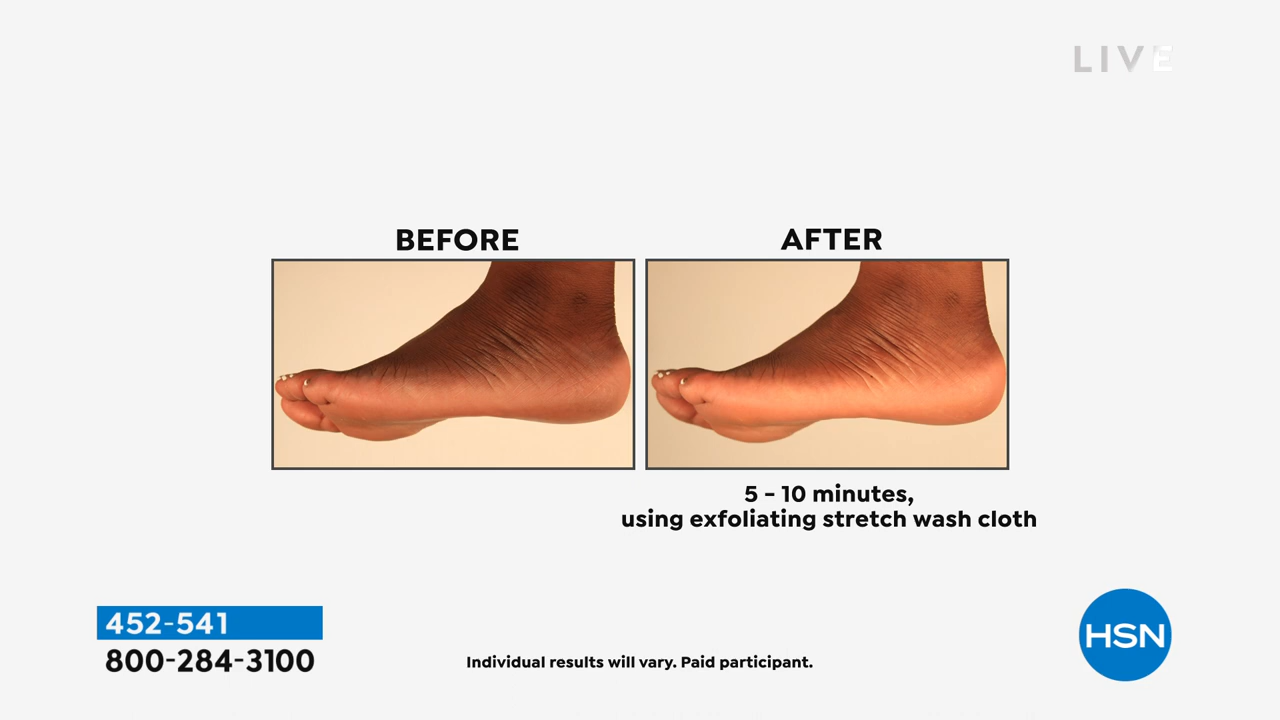 LIVE
BEFORE
AFTER
5 - 10 minutes,
using exfoliating stretch wash cloth
452-541
800-284-3100
Individual results will vary. Paid participant.
HSN